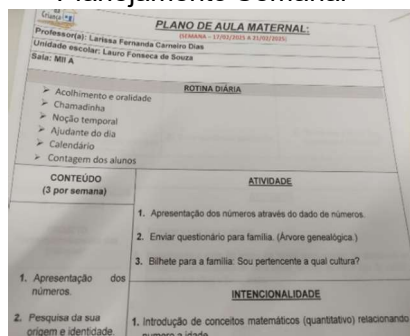 Planejamento Semanal
Criança
PLANO DE AULA MATERNAL:
(SEMANA – 17/02/2025 A 21/02/2025)
Professor(a): Larissa Fernanda Carneiro Dias
Unidade escolar: Lauro Fonseca de Souza
Sala: MII A
ROTINA DIÁRIA
➢ Acolhimento e oralidade
➢ Chamadinha
➢ Noção temporal
➢ Ajudante do dia
➢ Calendário
➢ Contagem dos alunos
CONTEÚDO
(3 por semana)
ATIVIDADE
1. Apresentação dos números através do dado de números.
2. Enviar questionário para família. (Árvore genealógica.)
3. Bilhete para a família: Sou pertencente a qual cultura?
1. Apresentação dos
números.
INTENCIONALIDADE
2. Pesquisa da sua
origem e identidade.
1. Introdução de conceitos matemáticos (quantitativo) relacionando
numero a idade